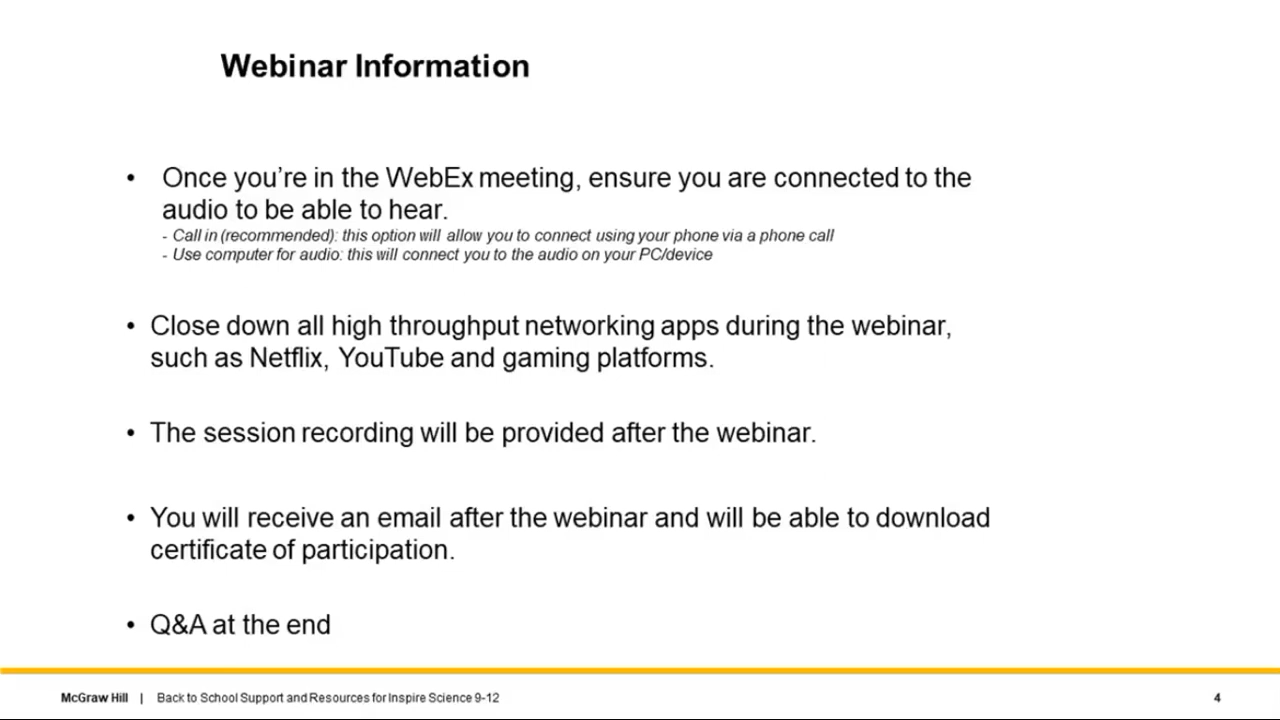 Webinar Information
• Once you’re in the WebEx meeting, ensure you are connected to the
audio to be able to hear.
- Call in (recommended): this option will allow you to connect using your phone via a phone call
- Use computer for audio: this will connect you to the audio on your PC/device
• Close down all high throughput networking apps during the webinar,
such as Netflix, YouTube and gaming platforms.
• The session recording will be provided after the webinar.
• You will receive an email after the webinar and will be able to download
certificate of participation.
• Q&A at the end
McGraw Hill | Back to School Support and Resources for Inspire Science 9-12 4